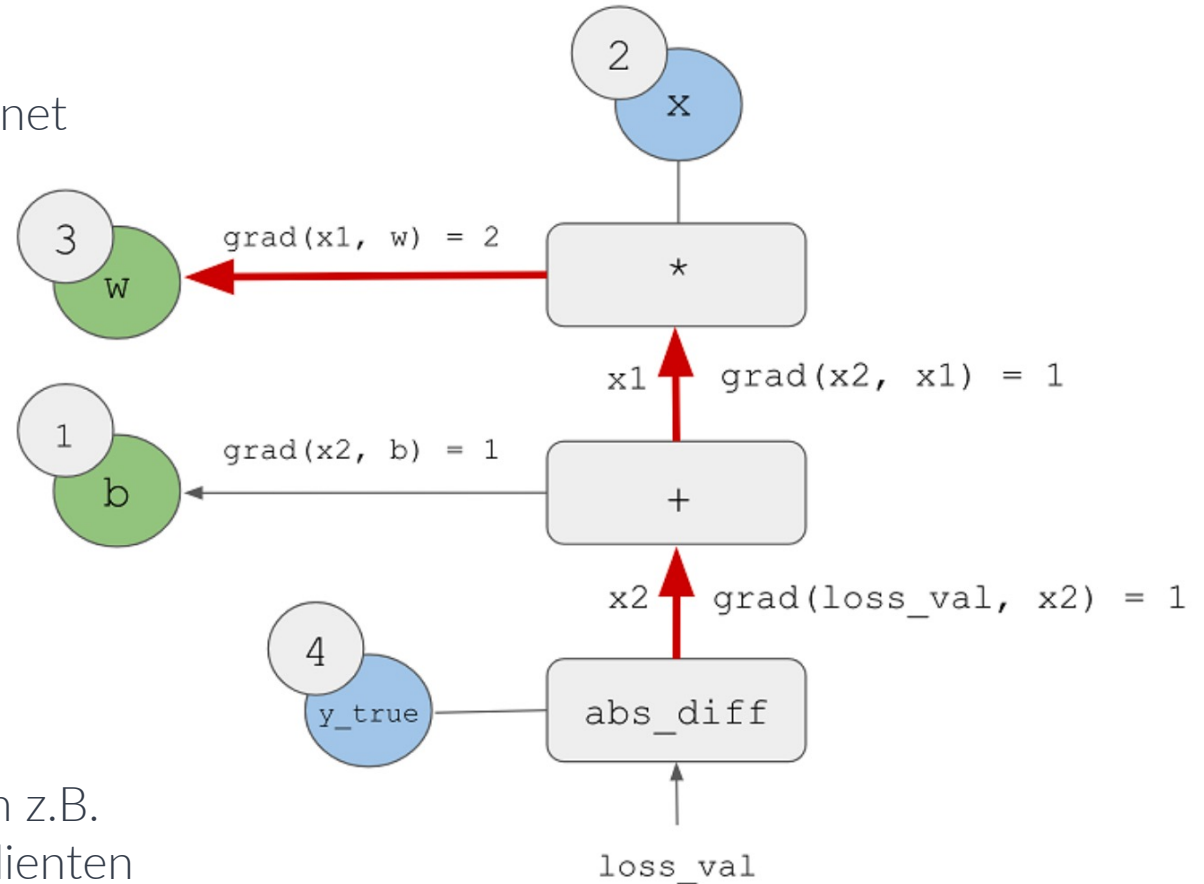 2
x
net
3
w
grad(x1, w) = 2
*
x1
grad(x2, x1) = 1
1
b
grad(x2, b) = 1
+
x2
grad(loss_val, x2) = 1
4
y_true
abs_diff
z.B.
loss_val